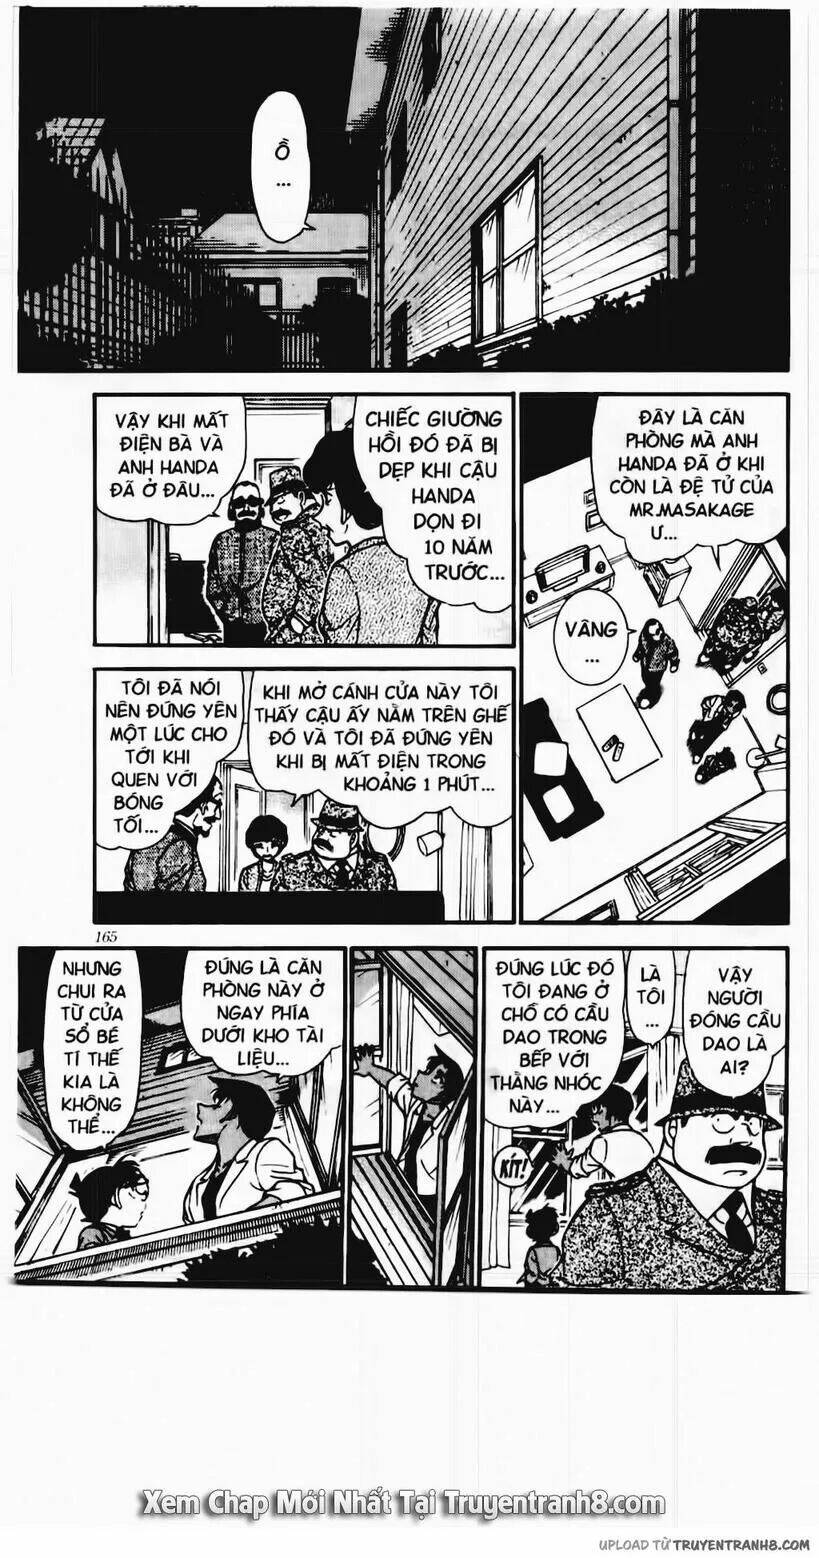 Ồ
...
ĐÂY LÀ CĂN
PHÒNG MÀ ANH
HANDA ĐÃ Ở KHI
CÒN LÀ ĐỆ TỬ CỦA
MR.MASAKAGE
Ư...
VÂNG
...
CHIẾC GIƯỜNG
HỒI ĐÓ ĐÃ BỊ
DẸP KHI CẬU
HANDA
DỌN ĐI
10 NĂM
TRƯỚC...
VẬY KHI MẤT
ĐIỆN BÀ VÀ
ANH HANDA
ĐÃ Ở ĐÂU...
KHI MỞ CÁNH CỬA NÀY TÔI
THẤY CẬU ẤY NẰM TRÊN GHẾ
ĐÓ VÀ TÔI ĐÃ ĐỨNG YÊN
KHI BỊ MẤT ĐIỆN TRONG
KHOẢNG 1 PHÚT...
TÔI ĐÃ NÓI
NÊN ĐỨNG YÊN
MỘT LÚC CHO
TỚI KHI
QUEN VỚI
BÓNG
TỐI...
165
VẬY
NGƯỜI
ĐÓNG CẦU
DAO LÀ
AI?
LÀ
TÔI
...
ĐÚNG LÚC ĐÓ
TÔI ĐANG Ở
CHỖ CÓ CẦU
DAO TRONG
BẾP VỚI
THẰNG NHÓC
NÀY...
KÍT!
ĐÚNG LÀ CĂN
PHÒNG NÀY Ở
NGAY PHÍA
DƯỚI KHO TÀI
LIỆU...
NHƯNG
CHUI RA
TỪ CỬA
SỔ BÉ
TÍ THẾ
KIA LÀ
KHÔNG
THỂ...
Xem Chap Mới Nhất Tại Truyentranh8.com
UPLOAD TỪ TRUYENTRANH8.COM